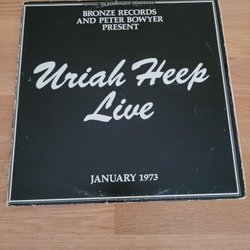 BRONZE RECORDS
AND PETER BOWYER
PRESENT
Uriah Heep
Live
JANUARY 1973